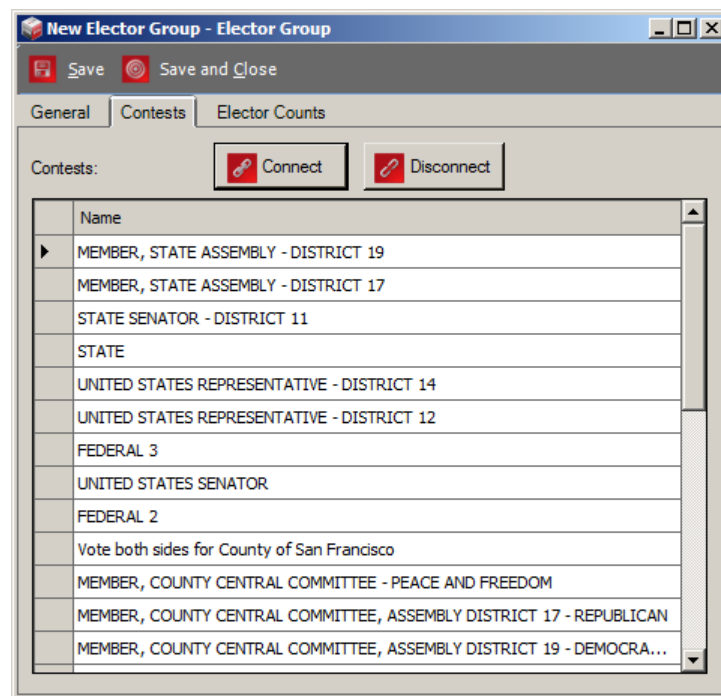 New Elector Group - Elector Group
Save Save and Close
General Contests Elector Counts
Contests: Connect Disconnect
Name
MEMBER, STATE ASSEMBLY - DISTRICT 19
MEMBER, STATE ASSEMBLY - DISTRICT 17
STATE SENATOR - DISTRICT 11
STATE
UNITED STATES REPRESENTATIVE - DISTRICT 14
UNITED STATES REPRESENTATIVE - DISTRICT 12
FEDERAL 3
UNITED STATES SENATOR
FEDERAL 2
Vote both sides for County of San Francisco
MEMBER, COUNTY CENTRAL COMMITTEE - PEACE AND FREEDOM
MEMBER, COUNTY CENTRAL COMMITTEE, ASSEMBLY DISTRICT 17 - REPUBLICAN
MEMBER, COUNTY CENTRAL COMMITTEE, ASSEMBLY DISTRICT 19 - DEMOCRA...